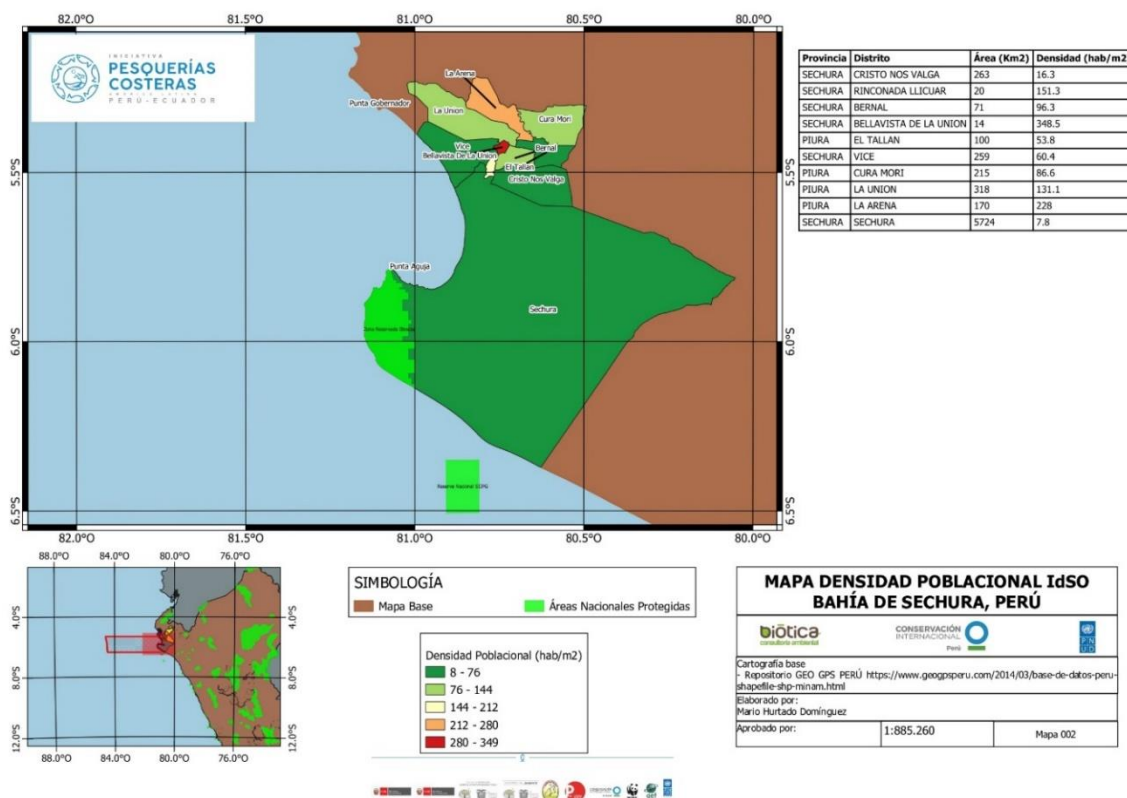 82.0°O 81.5°O 81.0°O 80.5°O 80.0°O
INICIATIVA
PESQUERÍAS
COSTERAS
AMÉRICA LATINA
PERÚ-ECUADOR
La Arena
Punta Gobernador
La Union
Cura Mori
Vice
Bernal
Bellavista De La Union
El Tallan
Cristo Nos Valga
5.5°S 5.5°S
Punta Aguja
Sechura
6.0°S 6.0°S
6.5°S 6.5°S
82.0°O 81.5°O 81.0°O 80.5°O 80.0°O
Provincia Distrito Área (Km2) Densidad (hab/m2)
SECHURA CRISTO NOS VALGA 263 16.3
SECHURA RINCONADA LLICUAR 20 151.3
SECHURA BERNAL 71 96.3
SECHURA BELLAVISTA DE LA UNION 14 348.5
PIURA EL TALLAN 100 53.8
SECHURA VICE 259 60.4
PIURA CURA MORI 215 86.6
PIURA LA UNION 318 131.1
PIURA LA ARENA 170 228
SECHURA SECHURA 5724 7.8
88.0°O 84.0°O 80.0°O 76.0°O
4.0°S 4.0°S
8.0°S 8.0°S
12.0°S 12.0°S
88.0°O 84.0°O 80.0°O 76.0°O
SIMBOLOGÍA
Mapa Base
Áreas Nacionales Protegidas
Densidad Poblacional (hab/m2)
8 - 76
76 - 144
144 - 212
212 - 280
280 - 349
MAPA DENSIDAD POBLACIONAL IdSO
BAHÍA DE SECHURA, PERÚ
biótica
consultoría ambiental
CONSERVACIÓN
INTERNACIONAL
Perú
P N
U D
Cartografía base
- Repositorio GEO GPS PERÚ https://www.geogpsperu.com/2014/03/base-de-datos-peru-
shapefile-shp-minam.html
Elaborado por:
Mario Hurtado Domínguez
Aprobado por:
1:885.260
Mapa 002